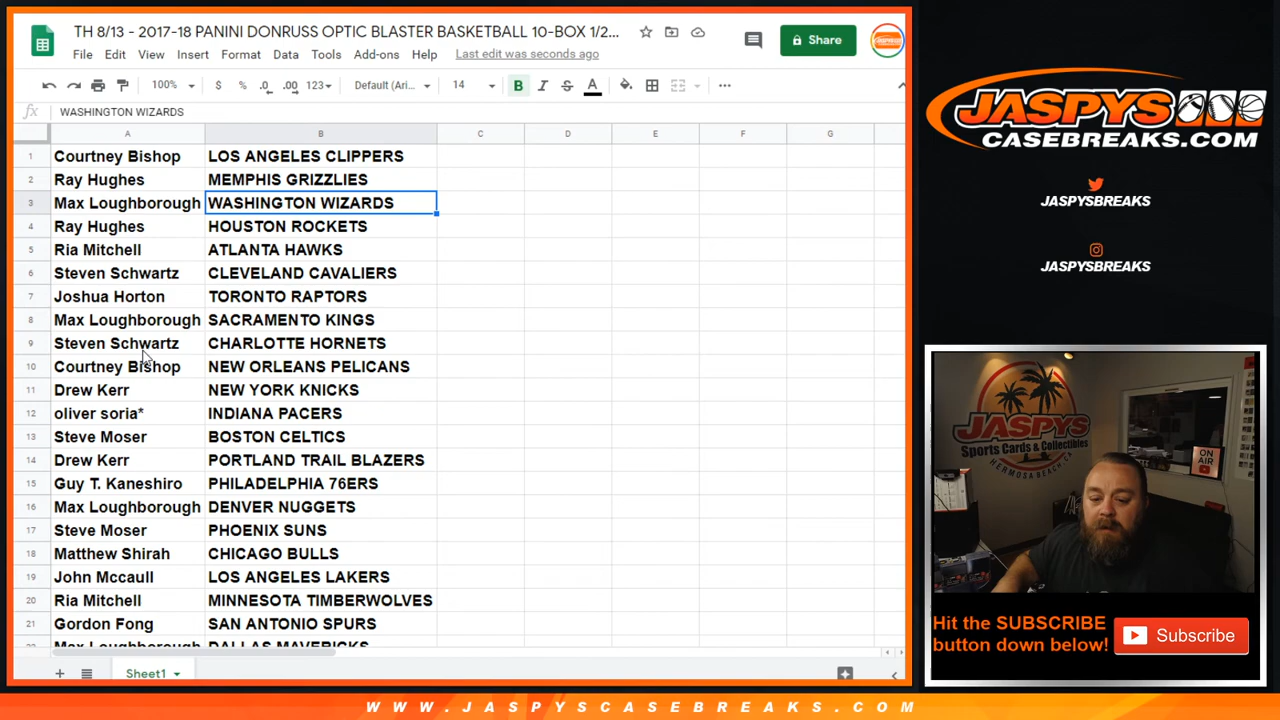 TH 8/13 - 2017-18 PANINI DONRUSS OPTIC BLASTER BASKETBALL 10-BOX 1/2...
File Edit View Insert Format Data Tools Add-ons Help Last edit was seconds ago
Share
100% $ % .0 .00 123 Default (Ari... 14 B I S A
fx WASHINGTON WIZARDS
A B C D E F G
1 Courtney Bishop LOS ANGELES CLIPPERS
2 Ray Hughes MEMPHIS GRIZZLIES
3 Max Loughborough WASHINGTON WIZARDS
4 Ray Hughes HOUSTON ROCKETS
5 Ria Mitchell ATLANTA HAWKS
6 Steven Schwartz CLEVELAND CAVALIERS
7 Joshua Horton TORONTO RAPTORS
8 Max Loughborough SACRAMENTO KINGS
9 Steven Schwartz CHARLOTTE HORNETS
10 Courtney Bishop NEW ORLEANS PELICANS
11 Drew Kerr NEW YORK KNICKS
12 oliver soria* INDIANA PACERS
13 Steve Moser BOSTON CELTICS
14 Drew Kerr PORTLAND TRAIL BLAZERS
15 Guy T. Kaneshiro PHILADELPHIA 76ERS
16 Max Loughborough DENVER NUGGETS
17 Steve Moser PHOENIX SUNS
18 Matthew Shirah CHICAGO BULLS
19 John Mccaull LOS ANGELES LAKERS
20 Ria Mitchell MINNESOTA TIMBERWOLVES
21 Gordon Fong SAN ANTONIO SPURS
22 Max Loughborough DALLAS MAVERICKS
Sheet1
JASPYS
CASEBREAKS.COM
JASPYSBREAKS
JASPYSBREAKS
JASPYS
Sports Cards & Collectibles
HERMOSA BEACH, CA
ON AIR
Hit the SUBSCRIBE
button down below!
Subscribe
WWW.JASPYSCASEBREAKS.COM